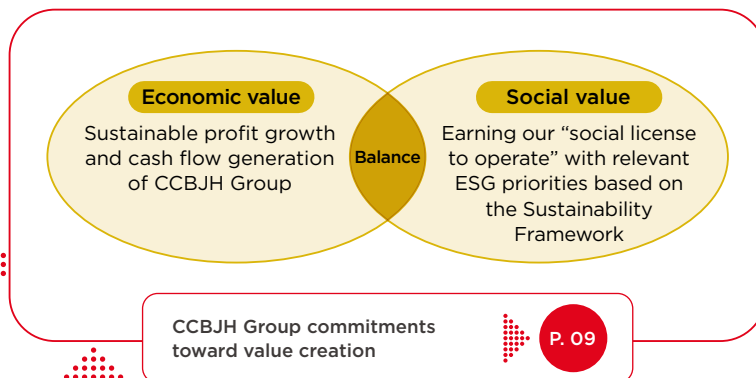 Economic value
Sustainable profit growth
and cash flow generation
of CCBJH Group
Balance
Social value
Earning our “social license
to operate” with relevant
ESG priorities based on
the Sustainability
Framework
CCBJH Group commitments
toward value creation
P. 09